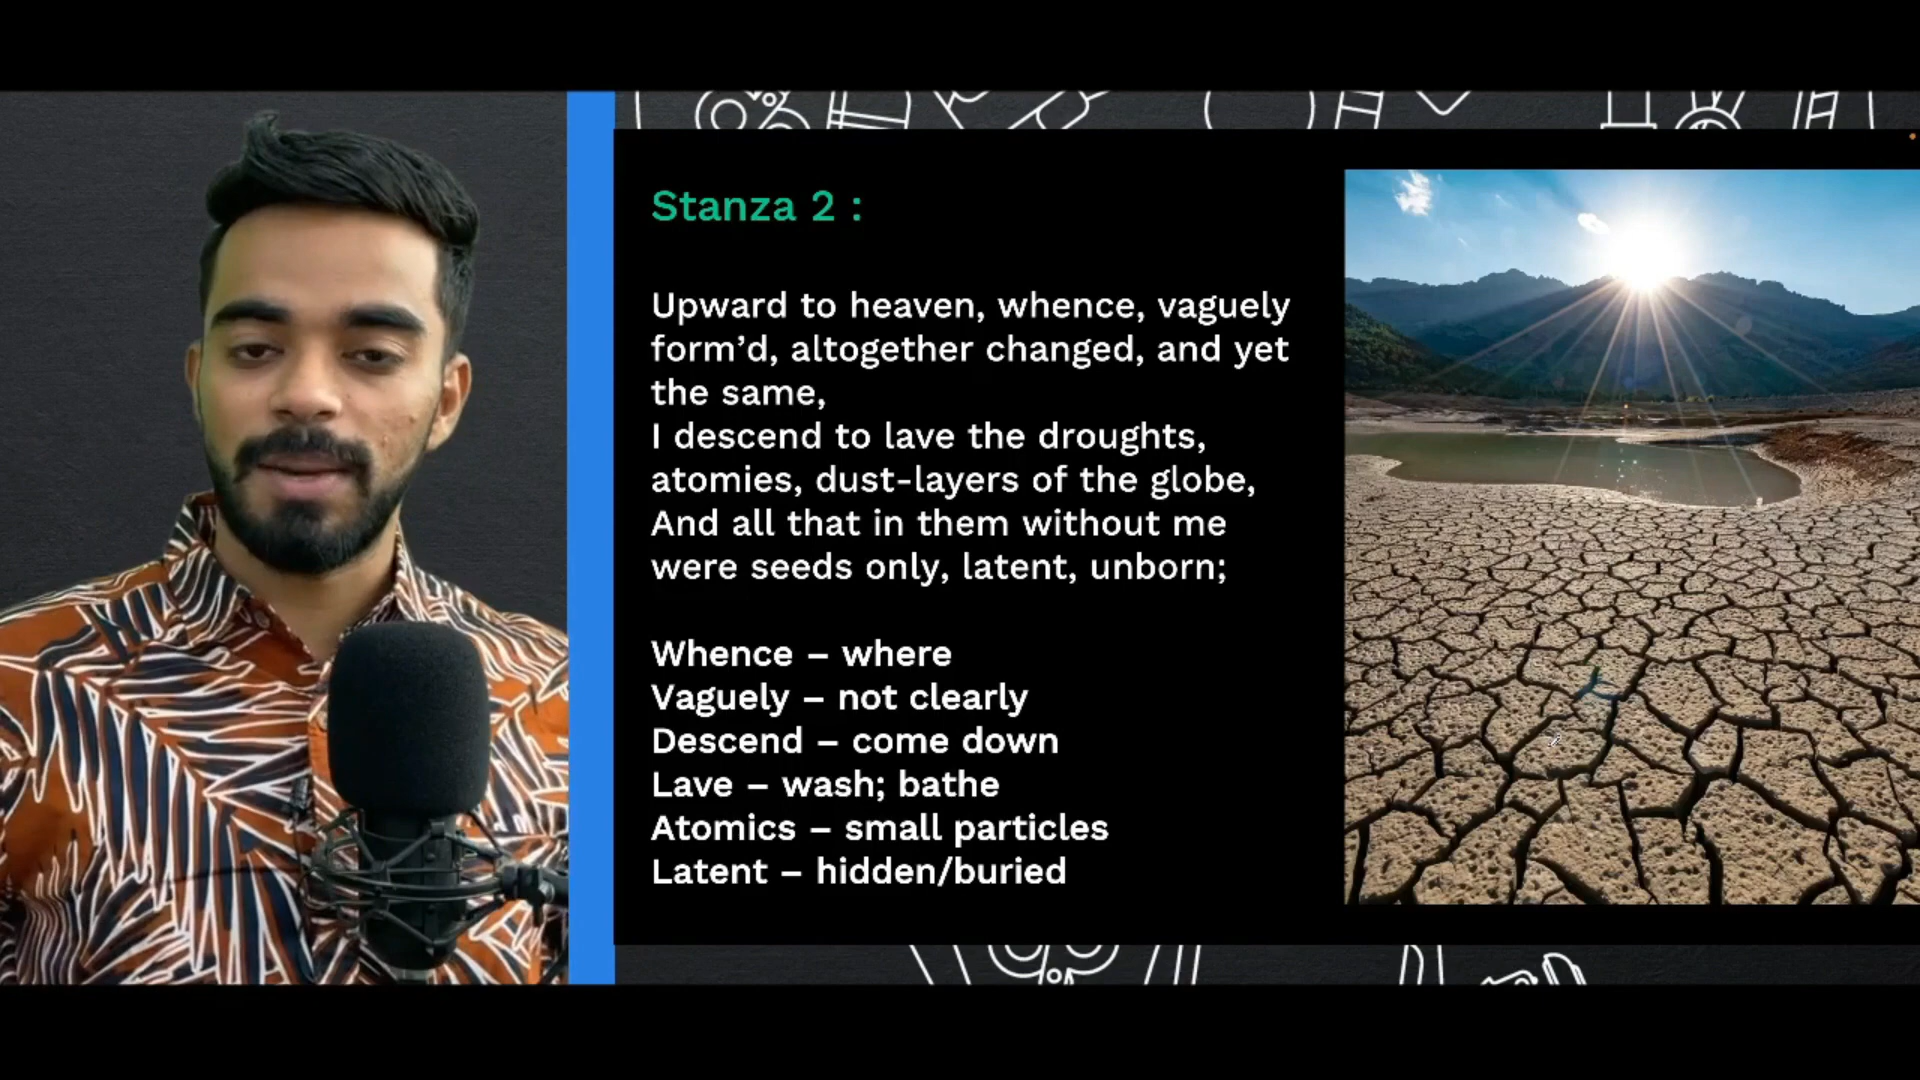 Stanza 2 :
Upward to heaven, whence, vaguely
form’d, altogether changed, and yet
the same,
I descend to lave the droughts,
atomies, dust-layers of the globe,
And all that in them without me
were seeds only, latent, unborn;
Whence – where
Vaguely – not clearly
Descend – come down
Lave – wash; bathe
Atomics – small particles
Latent – hidden/buried